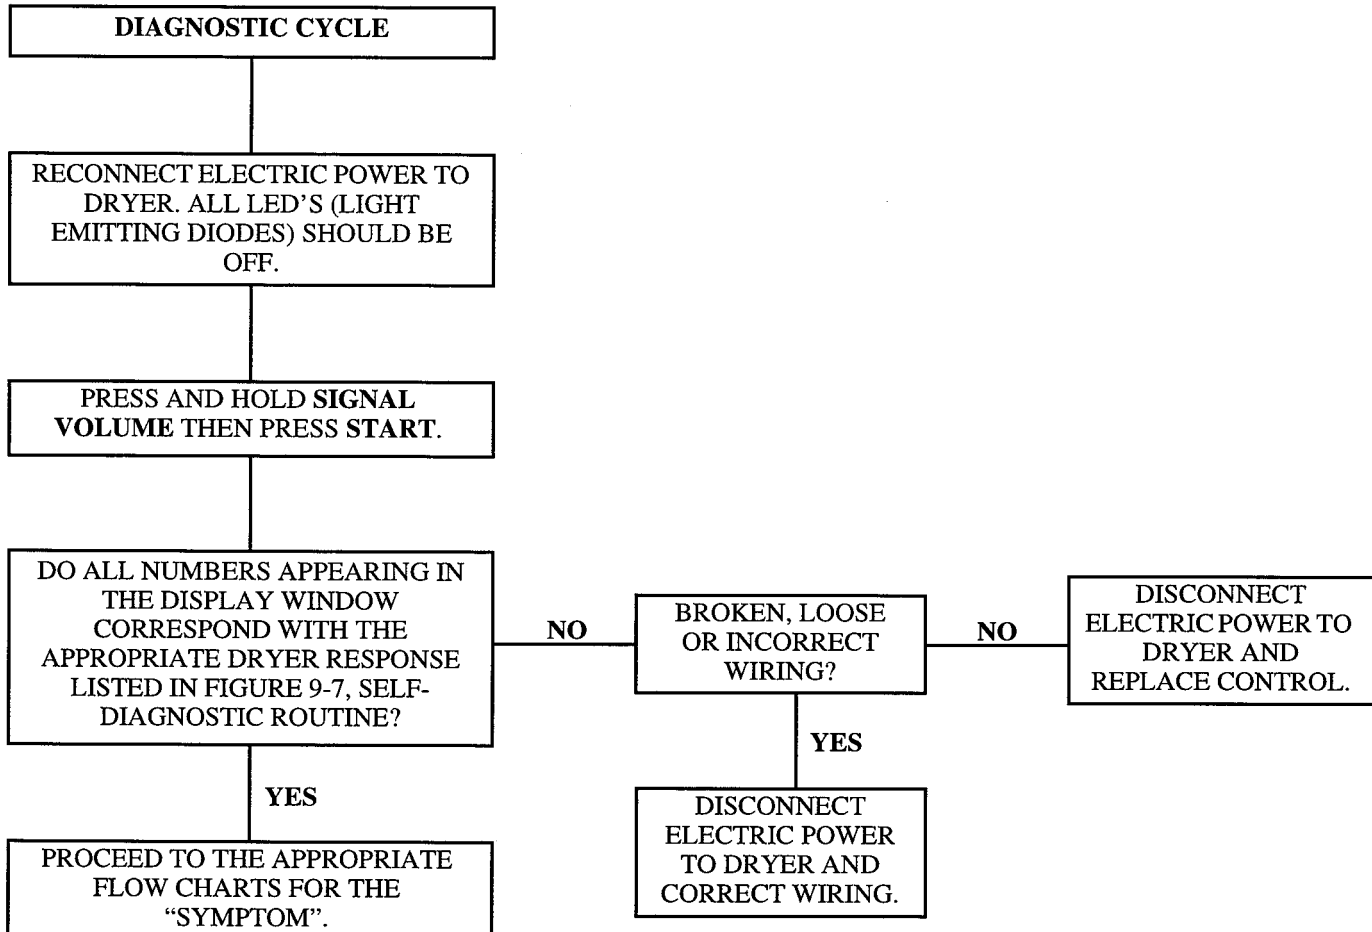 DIAGNOSTIC CYCLE
RECONNECT ELECTRIC POWER TO
DRYER. ALL LED'S (LIGHT
EMITTING DIODES) SHOULD BE
OFF.
PRESS AND HOLD SIGNAL
VOLUME THEN PRESS START.
DO ALL NUMBERS APPEARING IN
THE DISPLAY WINDOW
CORRESPOND WITH THE
APPROPRIATE DRYER RESPONSE
LISTED IN FIGURE 9-7, SELF-
DIAGNOSTIC ROUTINE?
NO
BROKEN, LOOSE
OR INCORRECT
WIRING?
NO
DISCONNECT
ELECTRIC POWER TO
DRYER AND
REPLACE CONTROL.
YES
DISCONNECT
ELECTRIC POWER
TO DRYER AND
CORRECT WIRING.
YES
PROCEED TO THE APPROPRIATE
FLOW CHARTS FOR THE
“SYMPTOM”.